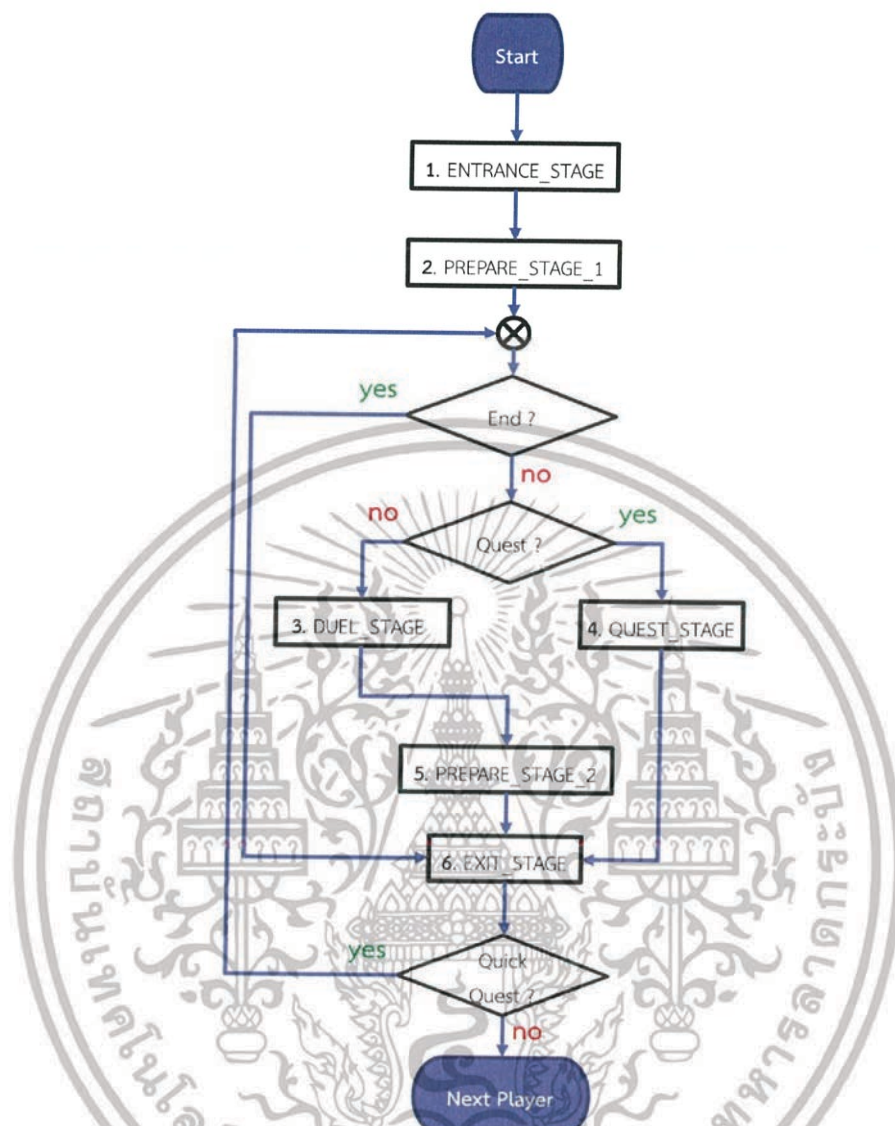 Start
1. ENTRANCE_STAGE
2. PREPARE_STAGE_1
yes
End ?
no
no
Quest ?
yes
3. DUEL_STAGE
4. QUEST_STAGE
5. PREPARE_STAGE_2
6. EXIT_STAGE
yes
Quick
Quest ?
no
Next Player